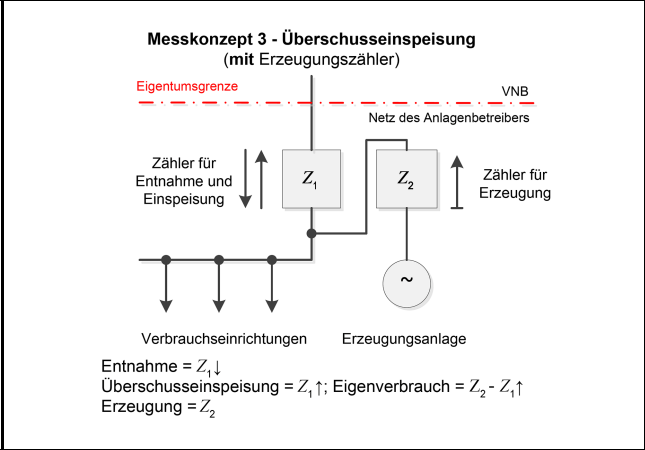 Messkonzept 3 - Überschusseinspeisung
(mit Erzeugungszähler)
Eigentumsgrenze
VNB
Netz des Anlagenbetreibers
Zähler für
Entnahme und
Einspeisung
Z1
Z2
Zähler für
Erzeugung
~
Verbrauchseinrichtungen
Erzeugungsanlage
Entnahme = Z1↓
Überschusseinspeisung = Z1↑; Eigenverbrauch = Z2 - Z1↑
Erzeugung = Z2